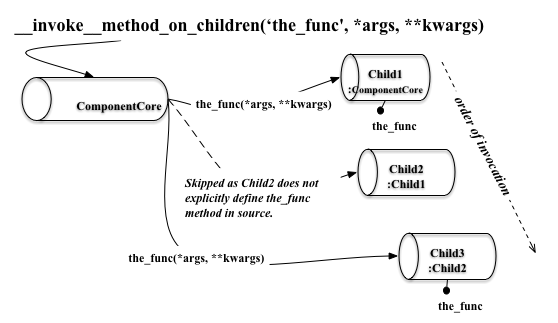 __invoke__method_on_children(‘the_func', *args, **kwargs)
Child1
:ComponentCore
ComponentCore
the_func(*args, **kwargs)
the_func
order of invocation
Child2
:Child1
Skipped as Child2 does not
explicitly define the_func
method in source.
the_func(*args, **kwargs)
Child3
:Child2
the_func